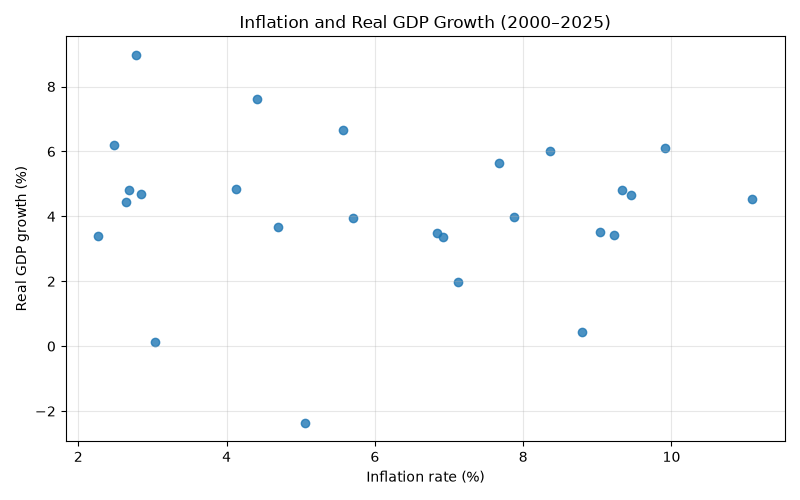 Inflation and Real GDP Growth (2000–2025)
Real GDP growth (%)
8
6
4
2
0
−2
2 4 6 8 10
Inflation rate (%)